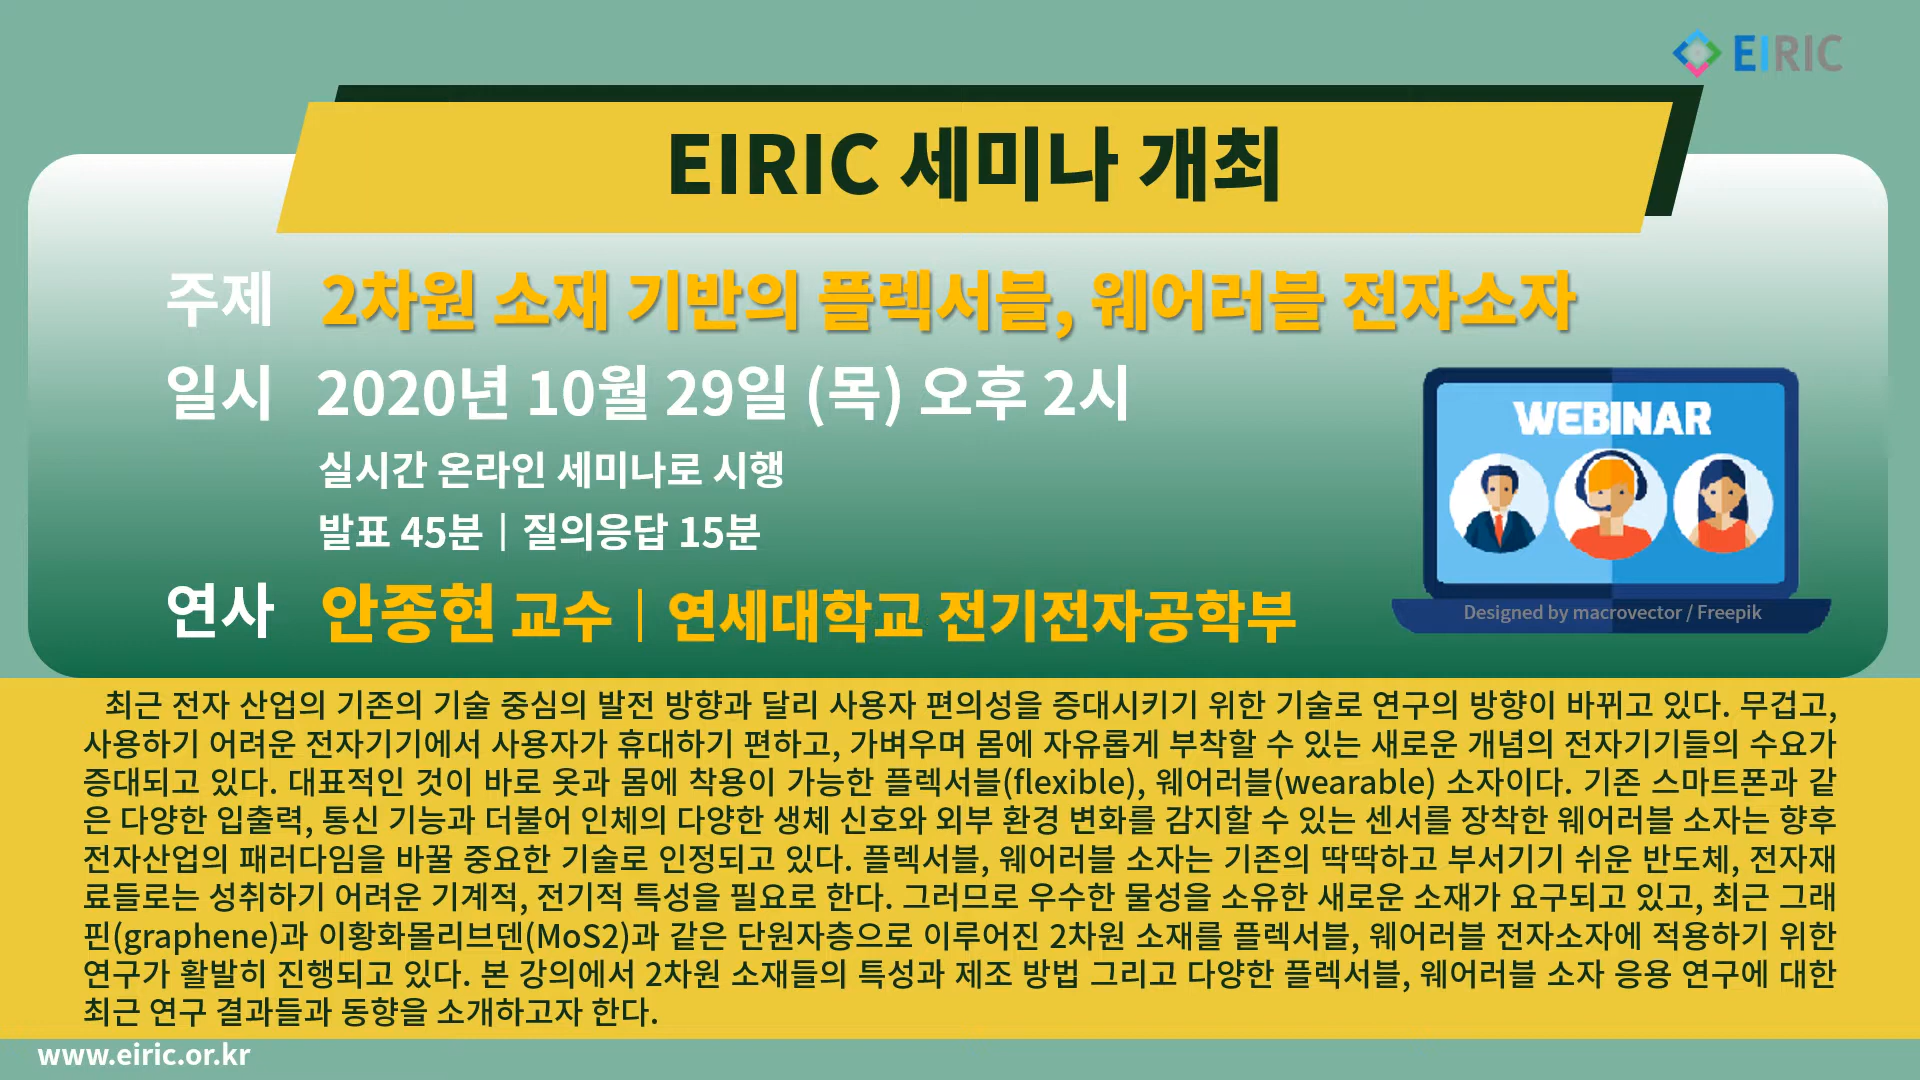 EIRIC
EIRIC 세미나 개최
주제 2차원 소재 기반의 플렉서블, 웨어러블 전자소자
일시 2020년 10월 29일 (목) 오후 2시
실시간 온라인 세미나로 시행
발표 45분 | 질의응답 15분
연사 안종현 교수 | 연세대학교 전기전자공학부
WEBINAR
Designed by macrovector / Freepik
최근 전자 산업의 기존의 기술 중심의 발전 방향과 달리 사용자 편의성을 증대시키기 위한 기술로 연구의 방향이 바뀌고 있다. 무겁고,
사용하기 어려운 전자기기에서 사용자가 휴대하기 편하고, 가벼우며 몸에 자유롭게 부착할 수 있는 새로운 개념의 전자기기들의 수요가
증대되고 있다. 대표적인 것이 바로 옷과 몸에 착용이 가능한 플렉서블(flexible), 웨어러블(wearable) 소자이다. 기존 스마트폰과 같
은 다양한 입출력, 통신 기능과 더불어 인체의 다양한 생체 신호와 외부 환경 변화를 감지할 수 있는 센서를 장착한 웨어러블 소자는 향후
전자산업의 패러다임을 바꿀 중요한 기술로 인정되고 있다. 플렉서블, 웨어러블 소자는 기존의 딱딱하고 부서기기 쉬운 반도체, 전자재
료들로는 성취하기 어려운 기계적, 전기적 특성을 필요로 한다. 그러므로 우수한 물성을 소유한 새로운 소재가 요구되고 있고, 최근 그래
핀(graphene)과 이황화몰리브덴(MoS2)과 같은 단원자층으로 이루어진 2차원 소재를 플렉서블, 웨어러블 전자소자에 적용하기 위한
연구가 활발히 진행되고 있다. 본 강의에서 2차원 소재들의 특성과 제조 방법 그리고 다양한 플렉서블, 웨어러블 소자 응용 연구에 대한
최근 연구 결과들과 동향을 소개하고자 한다.
www.eiric.or.kr